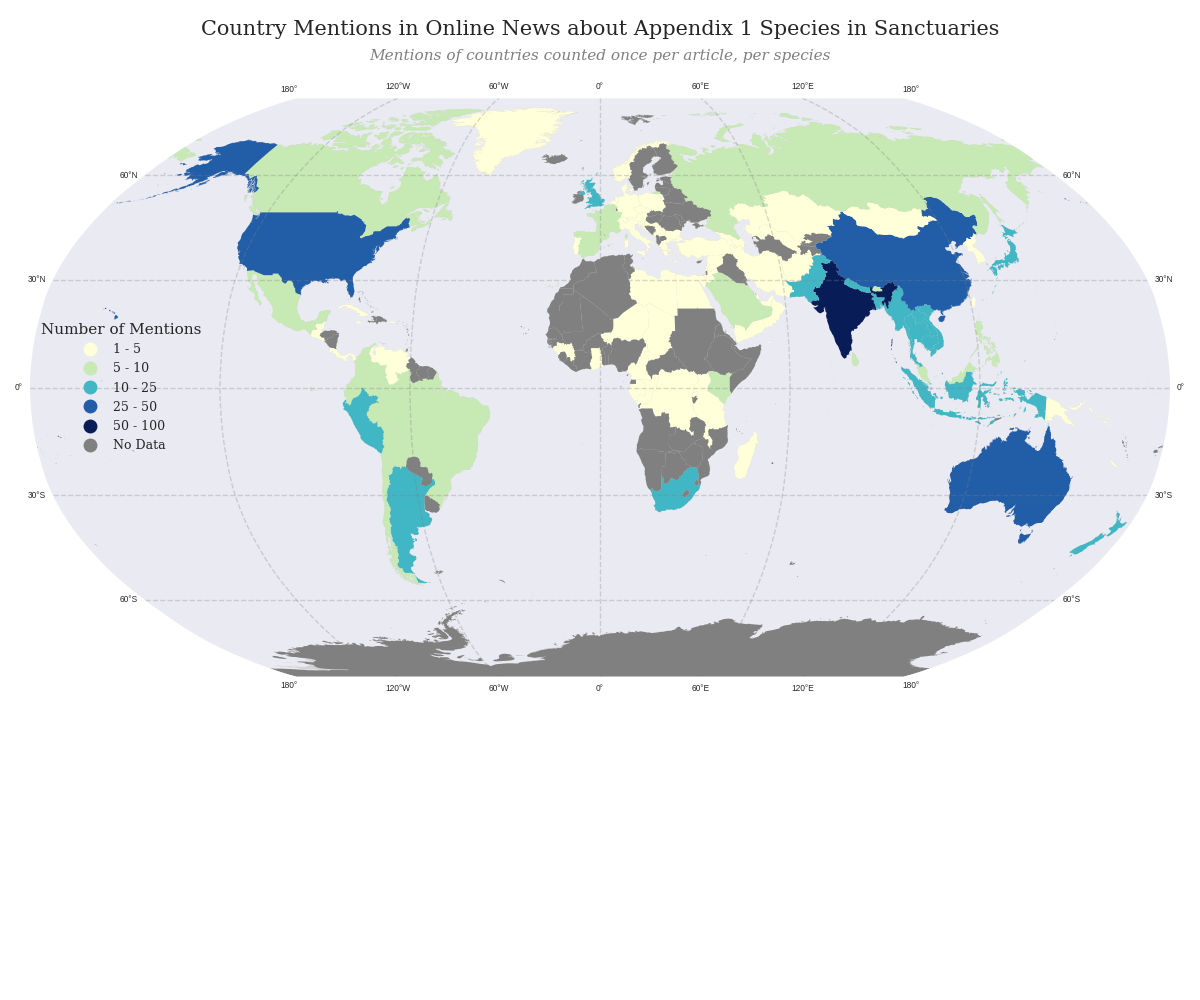 Country Mentions in Online News about Appendix 1 Species in Sanctuaries
Mentions of countries counted once per article, per species
180° 120°W 60°W 0° 60°E 120°E 180°
60°N 60°N
30°N 30°N
Number of Mentions
1 - 5
5 - 10
10 - 25
25 - 50
50 - 100
No Data
0° 0°
30°S 30°S
60°S 60°S
180° 120°W 60°W 0° 60°E 120°E 180°